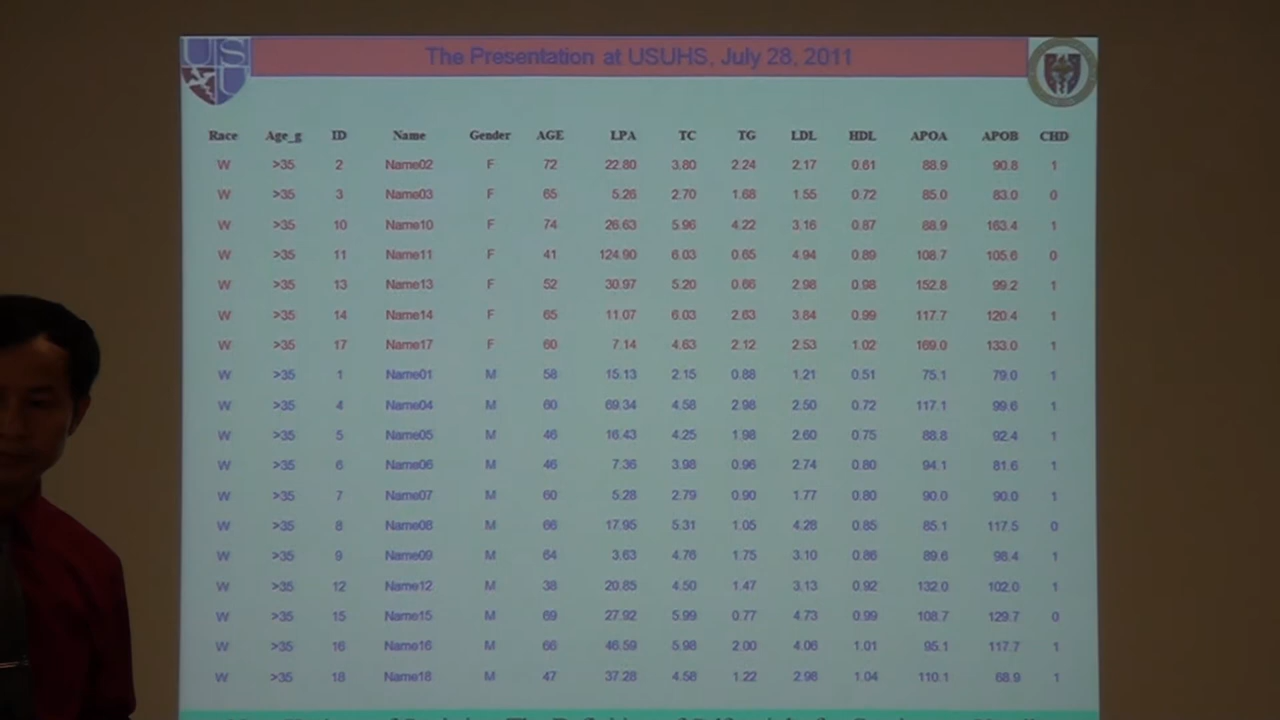 USU
The Presentation at USUHS, July 28, 2011
Race Age_g ID Name Gender AGE LPA TC TG LDL HDL APOA APOB CHD
W >35 2 Name02 F 72 22.80 3.80 2.24 2.17 0.61 88.9 90.8 1
W >35 3 Name03 F 65 5.26 2.70 1.68 1.55 0.72 85.0 83.0 0
W >35 10 Name10 F 74 26.63 5.96 4.22 3.16 0.87 88.9 163.4 1
W >35 11 Name11 F 41 124.90 6.03 0.65 4.94 0.89 108.7 105.6 0
W >35 13 Name13 F 52 30.97 5.20 0.66 2.98 0.98 152.8 99.2 1
W >35 14 Name14 F 65 11.07 6.03 2.63 3.84 0.99 117.7 120.4 1
W >35 17 Name17 F 60 7.14 4.63 2.12 2.53 1.02 169.0 133.0 1
W >35 1 Name01 M 58 15.13 2.15 0.88 1.21 0.51 75.1 79.0 1
W >35 4 Name04 M 60 69.34 4.58 2.98 2.50 0.72 117.1 99.6 1
W >35 5 Name05 M 46 16.43 4.25 1.98 2.60 0.75 88.8 92.4 1
W >35 6 Name06 M 46 7.36 3.98 0.96 2.74 0.80 94.1 81.6 1
W >35 7 Name07 M 60 5.28 2.79 0.90 1.77 0.80 90.0 90.0 1
W >35 8 Name08 M 66 17.95 5.31 1.05 4.28 0.85 85.1 117.5 0
W >35 9 Name09 M 64 3.63 4.76 1.75 3.10 0.86 89.6 98.4 1
W >35 12 Name12 M 38 20.85 4.50 1.47 3.13 0.92 132.0 102.0 1
W >35 15 Name15 M 69 27.92 5.99 0.77 4.73 0.99 108.7 129.7 0
W >35 16 Name16 M 66 46.59 5.98 2.00 4.06 1.01 95.1 117.7 1
W >35 18 Name18 M 47 37.28 4.58 1.22 2.98 1.04 110.1 68.9 1